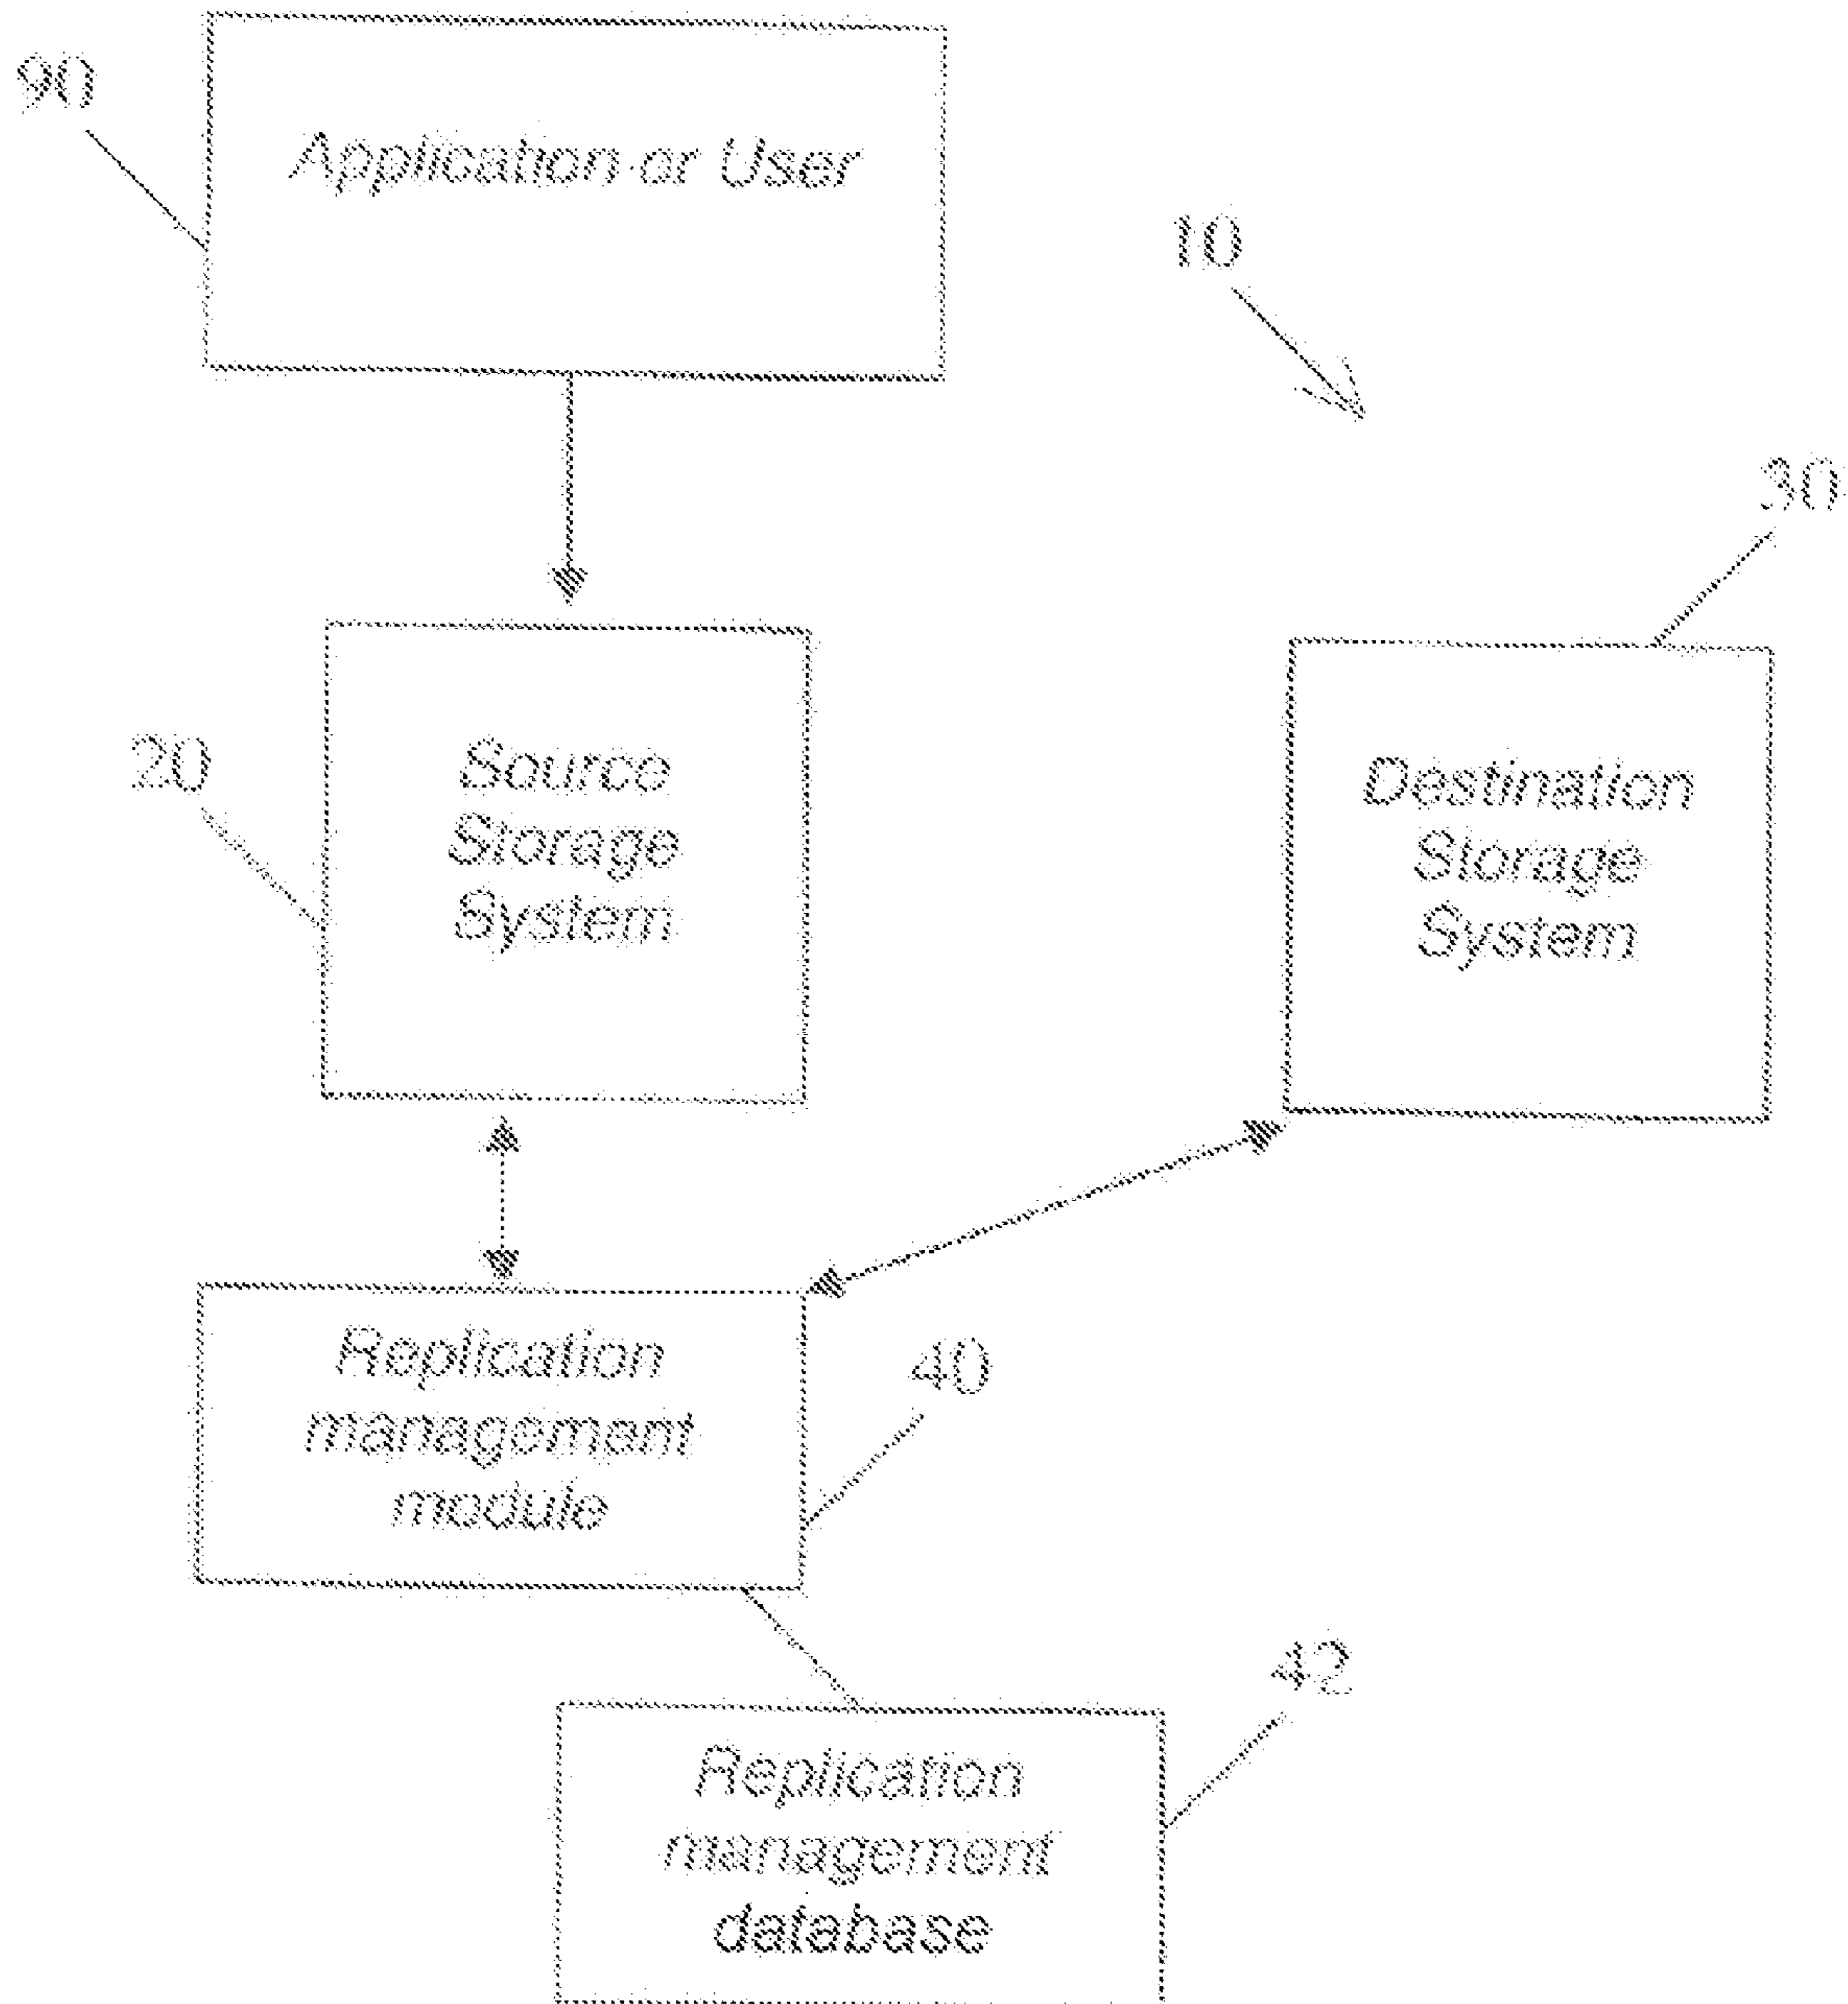 90
Application or User
10
30
20
Source
Storage
System
Destination
Storage
System
Replication
management
module
40
42
Replication
management
database